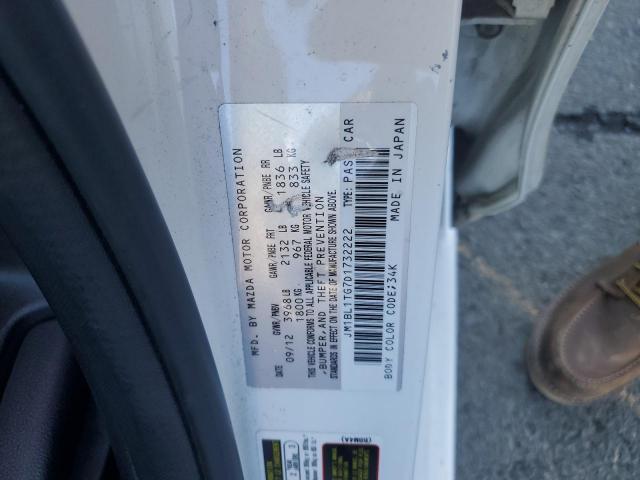 MFD. BY MAZDA MOTOR CORPORATION
DATE GVWR/PNBV GAWR/PNBE FRT GAWR/PNBE RR
09/12 3968 LB 2132 LB 1836 LB
1800 KG 967 KG 833 KG
THIS VEHICLE CONFORMS TO ALL APPLICABLE FEDERAL MOTOR VEHICLE SAFETY
, BUMPER, AND THEFT PREVENTION
STANDARDS IN EFFECT ON THE DATE OF MANUFACTURE SHOWN ABOVE.
JM1BL1TG7D1732222 TYPE: PAS CAR
BODY COLOR CODE: 34K MADE IN JAPAN
(BHM4A)